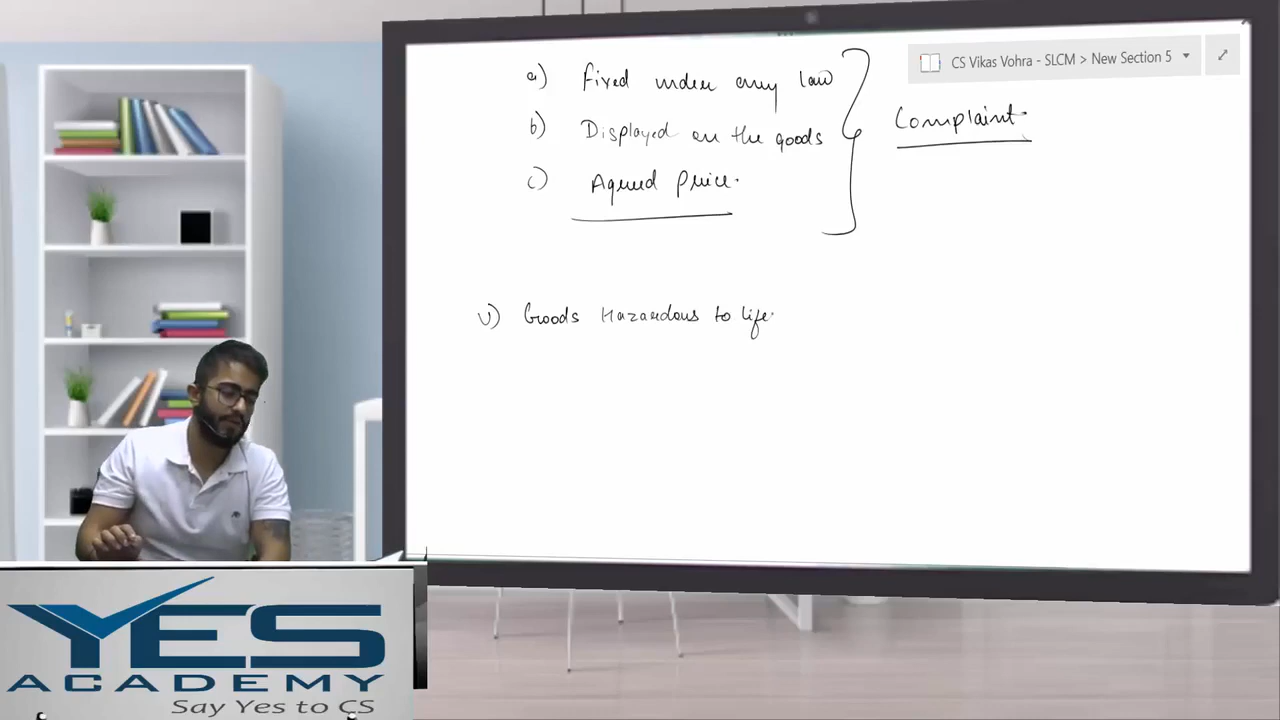 CS Vikas Vohra - SLCM > New Section 5
a) Fixed under any law
b) Displayed on the goods
c) Agreed price.
Complaint
v) Goods Hazardous to life.
YES
ACADEMY
Say Yes to CS